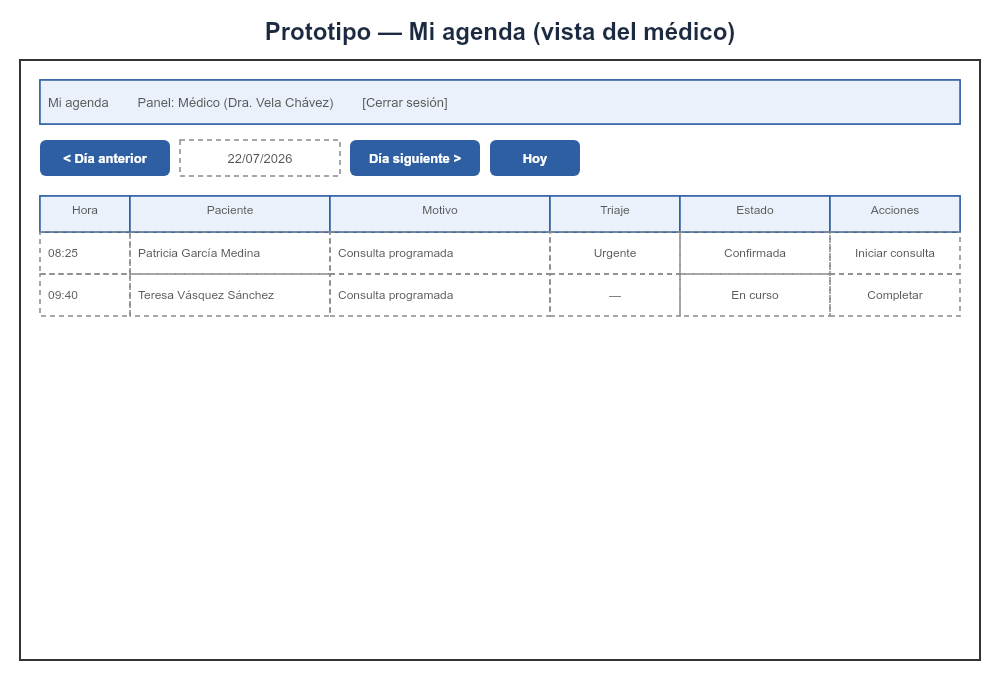 Prototipo — Mi agenda (vista del médico)
Mi agenda Panel: Médico (Dra. Vela Chávez) [Cerrar sesión]
< Día anterior 22/07/2026 Día siguiente > Hoy
Hora Paciente Motivo Triaje Estado Acciones
08:25 Patricia García Medina Consulta programada Urgente Confirmada Iniciar consulta
09:40 Teresa Vásquez Sánchez Consulta programada — En curso Completar